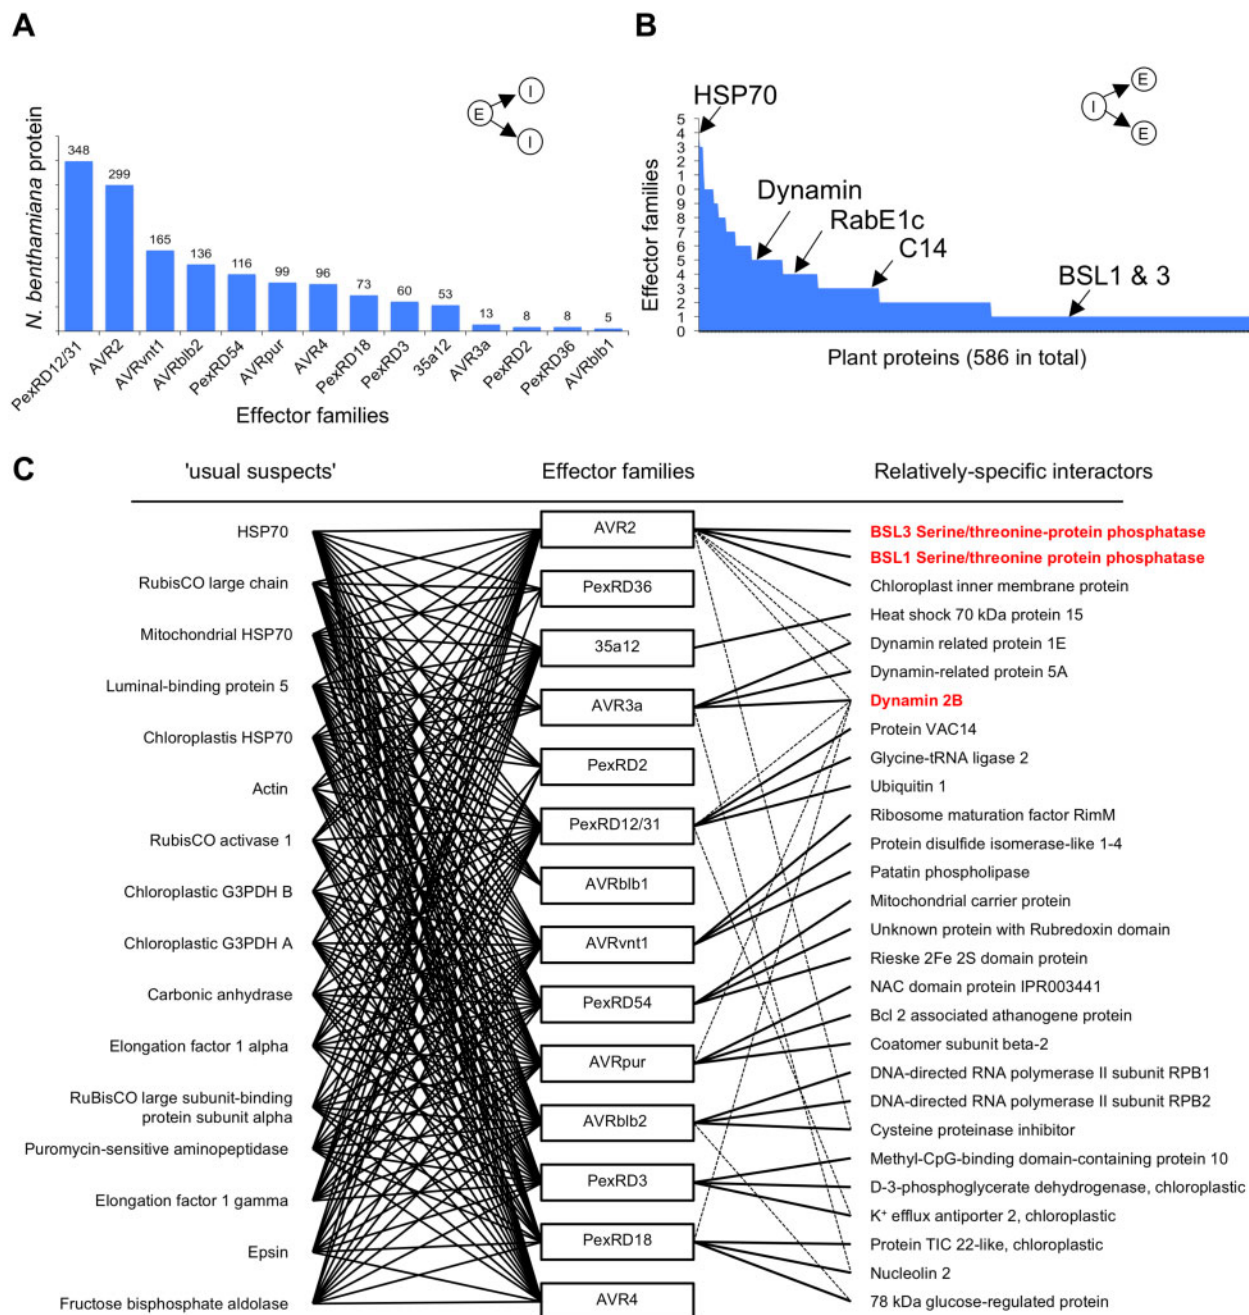 A
N. benthamiana protein
348
299
165
136
116
99
96
73
60
53
13
8
8
5
E
I
I
PexRD12/31
AVR2
AVRvnt1
AVRblb2
PexRD54
AVRpur
AVR4
PexRD18
PexRD3
35a12
AVR3a
PexRD2
PexRD36
AVRblb1
Effector families
B
Effector families
5
4
3
2
1
0
9
8
7
6
5
4
3
2
1
0
HSP70
Dynamin
RabE1c
C14
BSL1 & 3
I
E
E
Plant proteins (586 in total)
C
'usual suspects'
Effector families
Relatively-specific interactors
HSP70
RubisCO large chain
Mitochondrial HSP70
Luminal-binding protein 5
Chloroplastis HSP70
Actin
RubisCO activase 1
Chloroplastic G3PDH B
Chloroplastic G3PDH A
Carbonic anhydrase
Elongation factor 1 alpha
RuBisCO large subunit-binding
protein subunit alpha
Puromycin-sensitive aminopeptidase
Elongation factor 1 gamma
Epsin
Fructose bisphosphate aldolase
AVR2
PexRD36
35a12
AVR3a
PexRD2
PexRD12/31
AVRblb1
AVRvnt1
PexRD54
AVRpur
AVRblb2
PexRD3
PexRD18
AVR4
BSL3 Serine/threonine-protein phosphatase
BSL1 Serine/threonine protein phosphatase
Chloroplast inner membrane protein
Heat shock 70 kDa protein 15
Dynamin related protein 1E
Dynamin-related protein 5A
Dynamin 2B
Protein VAC14
Glycine-tRNA ligase 2
Ubiquitin 1
Ribosome maturation factor RimM
Protein disulfide isomerase-like 1-4
Patatin phospholipase
Mitochondrial carrier protein
Unknown protein with Rubredoxin domain
Rieske 2Fe 2S domain protein
NAC domain protein IPR003441
Bcl 2 associated athanogene protein
Coatomer subunit beta-2
DNA-directed RNA polymerase II subunit RPB1
DNA-directed RNA polymerase II subunit RPB2
Cysteine proteinase inhibitor
Methyl-CpG-binding domain-containing protein 10
D-3-phosphoglycerate dehydrogenase, chloroplastic
K⁺ efflux antiporter 2, chloroplastic
Protein TIC 22-like, chloroplastic
Nucleolin 2
78 kDa glucose-regulated protein